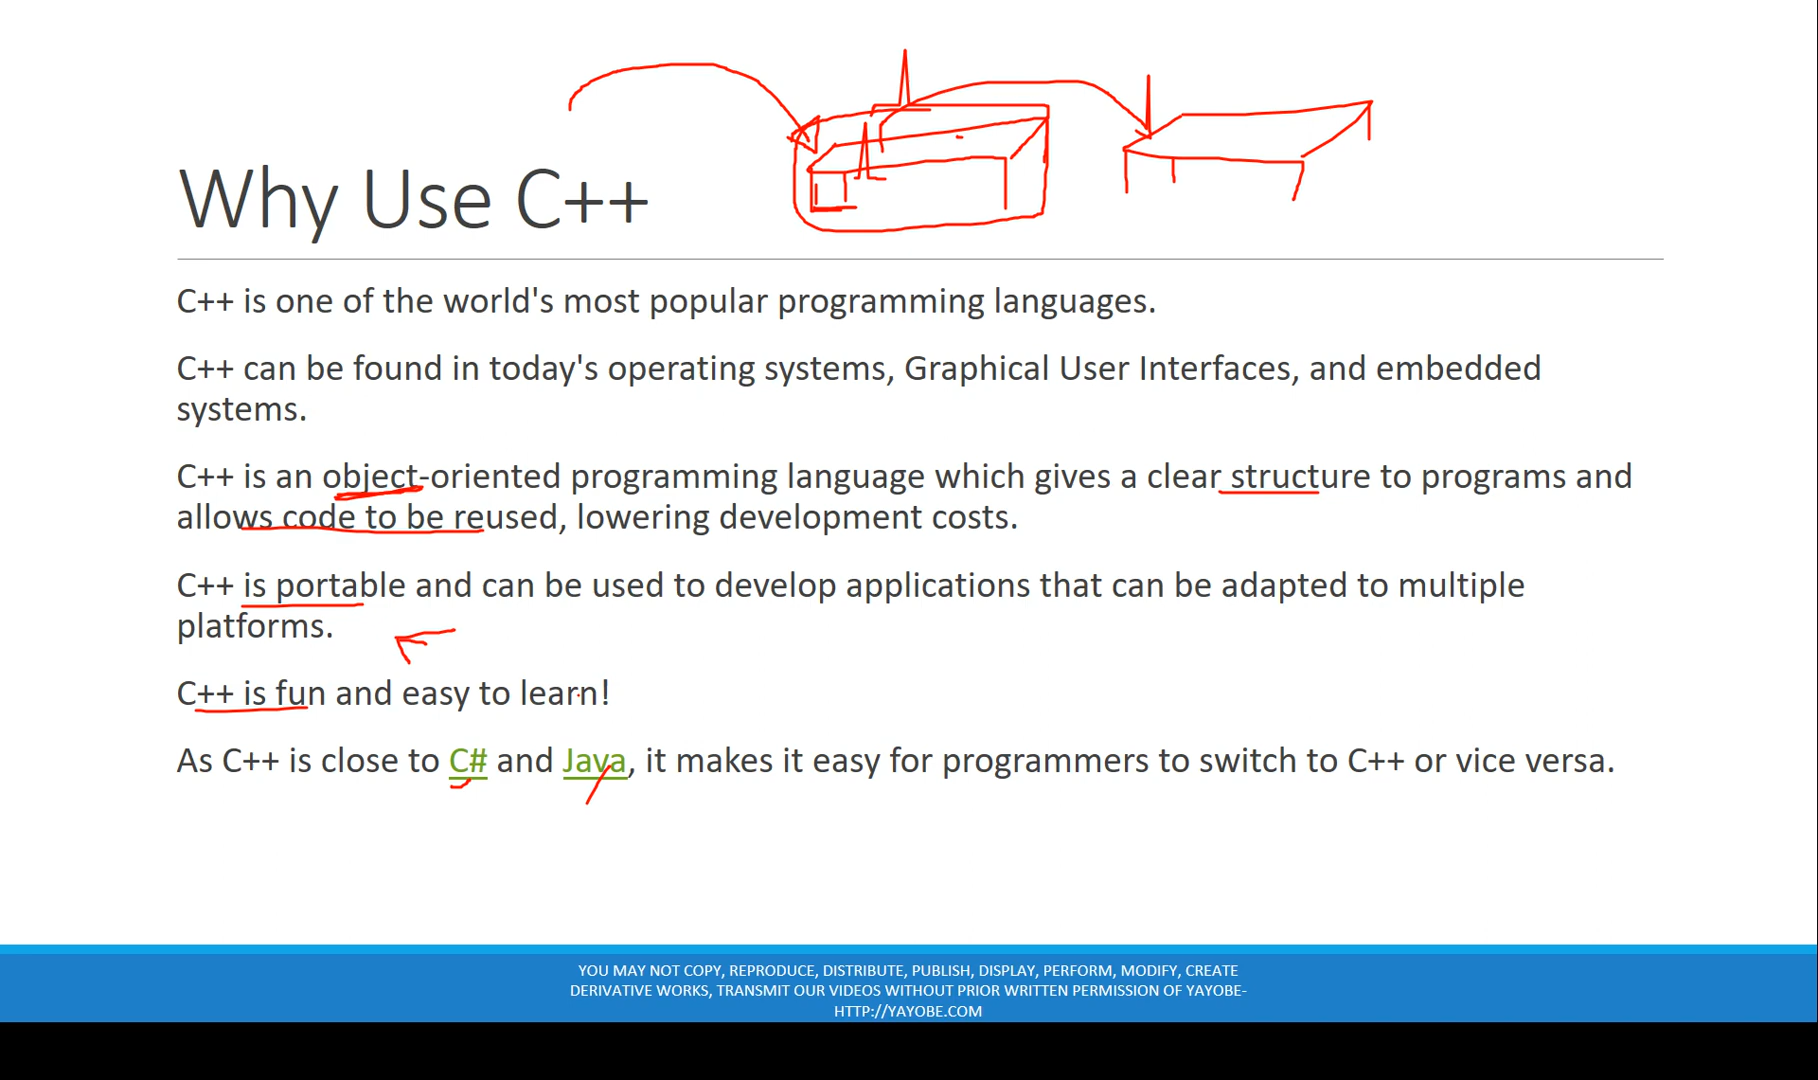 Why Use C++
C++ is one of the world's most popular programming languages.
C++ can be found in today's operating systems, Graphical User Interfaces, and embedded
systems.
C++ is an object-oriented programming language which gives a clear structure to programs and
allows code to be reused, lowering development costs.
C++ is portable and can be used to develop applications that can be adapted to multiple
platforms.
C++ is fun and easy to learn!
As C++ is close to C# and Java, it makes it easy for programmers to switch to C++ or vice versa.
YOU MAY NOT COPY, REPRODUCE, DISTRIBUTE, PUBLISH, DISPLAY, PERFORM, MODIFY, CREATE
DERIVATIVE WORKS, TRANSMIT OUR VIDEOS WITHOUT PRIOR WRITTEN PERMISSION OF YAYOBE-
HTTP://YAYOBE.COM